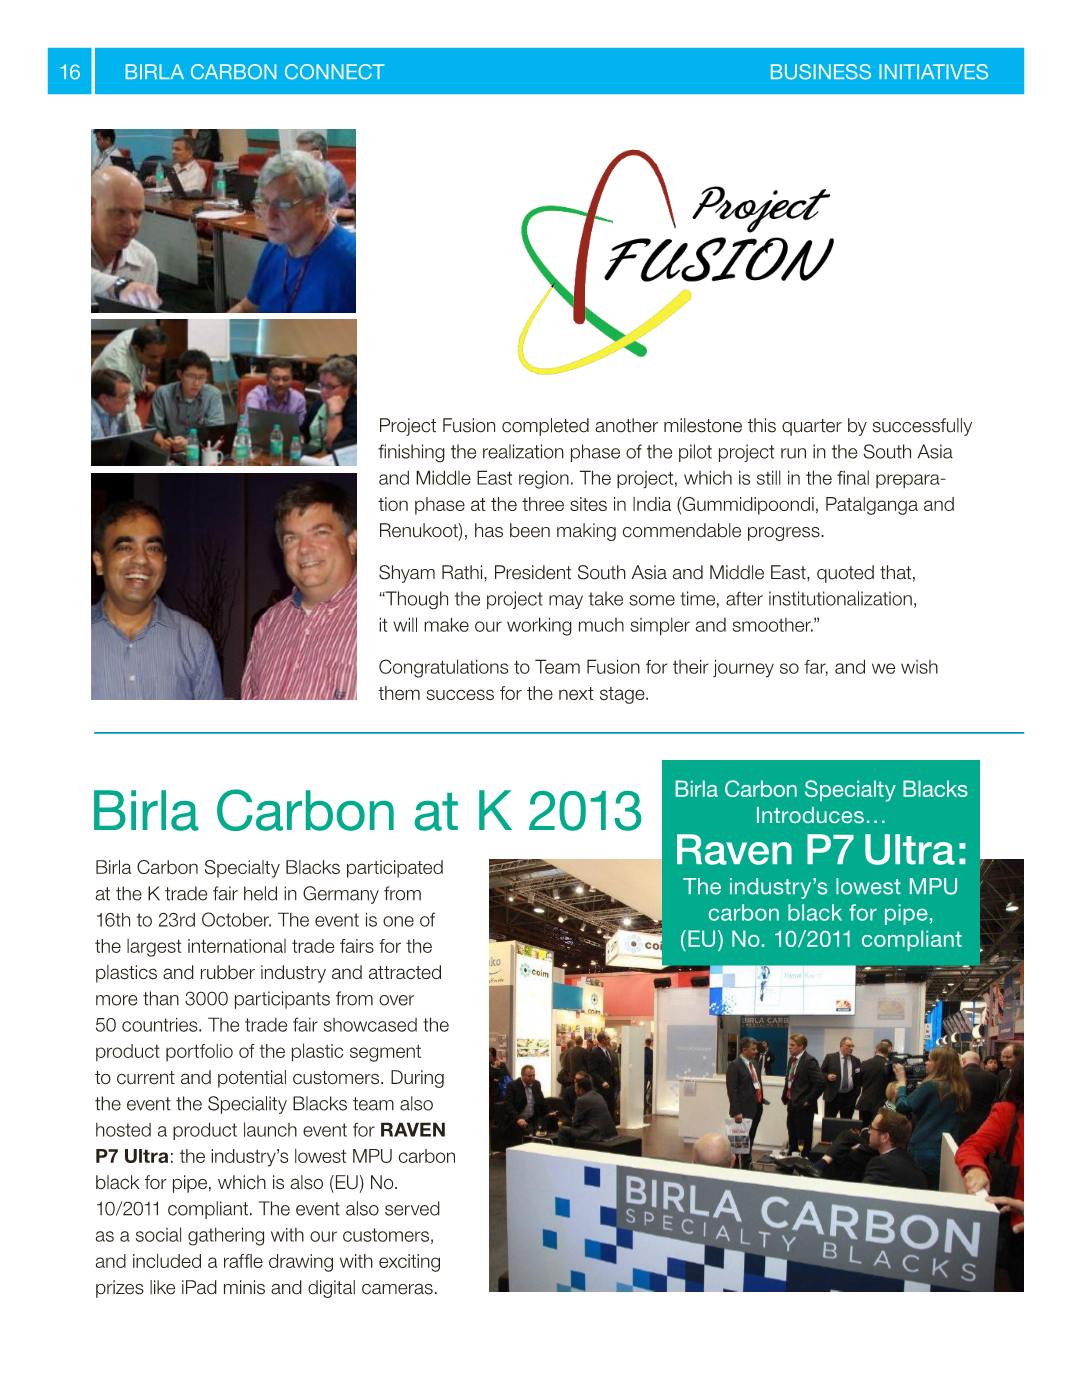 16
BIRLA CARBON CONNECT
BUSINESS INITIATIVES
Project
FUSION
Project Fusion completed another milestone this quarter by successfully
finishing the realization phase of the pilot project run in the South Asia
and Middle East region. The project, which is still in the final prepara-
tion phase at the three sites in India (Gummidipoondi, Patalganga and
Renukoot), has been making commendable progress.
Shyam Rathi, President South Asia and Middle East, quoted that,
“Though the project may take some time, after institutionalization,
it will make our working much simpler and smoother.”
Congratulations to Team Fusion for their journey so far, and we wish
them success for the next stage.
Birla Carbon at K 2013
Birla Carbon Specialty Blacks participated
at the K trade fair held in Germany from
16th to 23rd October. The event is one of
the largest international trade fairs for the
plastics and rubber industry and attracted
more than 3000 participants from over
50 countries. The trade fair showcased the
product portfolio of the plastic segment
to current and potential customers. During
the event the Speciality Blacks team also
hosted a product launch event for RAVEN
P7 Ultra: the industry’s lowest MPU carbon
black for pipe, which is also (EU) No.
10/2011 compliant. The event also served
as a social gathering with our customers,
and included a raffle drawing with exciting
prizes like iPad minis and digital cameras.
Birla Carbon Specialty Blacks
Introduces…
Raven P7 Ultra:
The industry’s lowest MPU
carbon black for pipe,
(EU) No. 10/2011 compliant
coim
BIRLA CARBON
SPECIALTY BLACKS